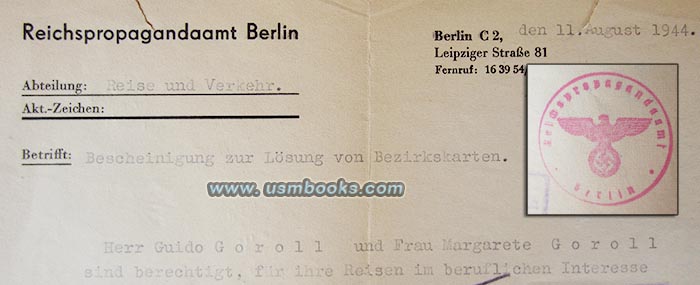 Reichspropagandaamt Berlin
Berlin C 2, den 11. August 1944.
Leipziger Straße 81
Fernruf: 16 39 54/
Abteilung: Reise und Verkehr.
Akt.-Zeichen:
Betrifft: Bescheinigung zur Lösung von Bezirkskarten.
Reichspropagandaamt
Berlin
www.usmbooks.com
Herr Guido G o r o l l und Frau Margarete G o r o l l
sind berechtigt, für ihre Reisen im beruflichen Interesse